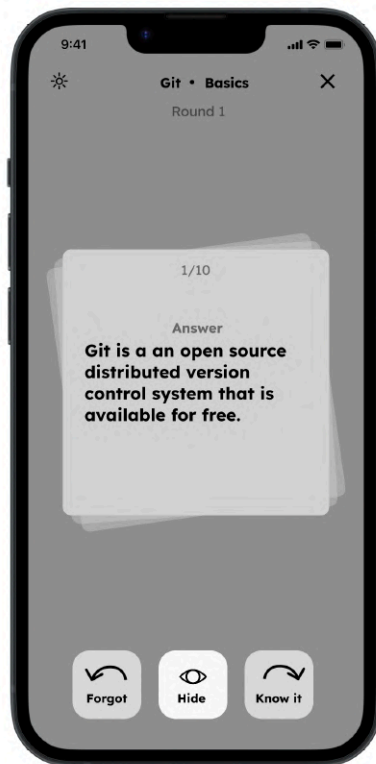 9:41
Git • Basics
Round 1
1/10
Answer
Git is a an open source
distributed version
control system that is
available for free.
Forgot
Hide
Know it